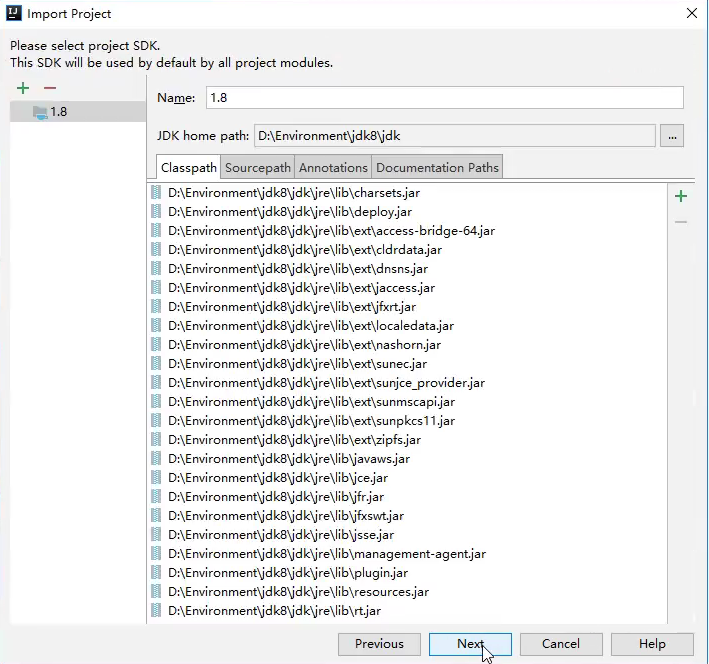 IJ Import Project
Please select project SDK.
This SDK will be used by default by all project modules.
1.8
Name: 1.8
JDK home path: D:\Environment\jdk8\jdk ...
Classpath Sourcepath Annotations Documentation Paths
D:\Environment\jdk8\jdk\jre\lib\charsets.jar
D:\Environment\jdk8\jdk\jre\lib\deploy.jar
D:\Environment\jdk8\jdk\jre\lib\ext\access-bridge-64.jar
D:\Environment\jdk8\jdk\jre\lib\ext\cldrdata.jar
D:\Environment\jdk8\jdk\jre\lib\ext\dnsns.jar
D:\Environment\jdk8\jdk\jre\lib\ext\jaccess.jar
D:\Environment\jdk8\jdk\jre\lib\ext\jfxrt.jar
D:\Environment\jdk8\jdk\jre\lib\ext\localedata.jar
D:\Environment\jdk8\jdk\jre\lib\ext\nashorn.jar
D:\Environment\jdk8\jdk\jre\lib\ext\sunec.jar
D:\Environment\jdk8\jdk\jre\lib\ext\sunjce_provider.jar
D:\Environment\jdk8\jdk\jre\lib\ext\sunmscapi.jar
D:\Environment\jdk8\jdk\jre\lib\ext\sunpkcs11.jar
D:\Environment\jdk8\jdk\jre\lib\ext\zipfs.jar
D:\Environment\jdk8\jdk\jre\lib\javaws.jar
D:\Environment\jdk8\jdk\jre\lib\jce.jar
D:\Environment\jdk8\jdk\jre\lib\jfr.jar
D:\Environment\jdk8\jdk\jre\lib\jfxswt.jar
D:\Environment\jdk8\jdk\jre\lib\jsse.jar
D:\Environment\jdk8\jdk\jre\lib\management-agent.jar
D:\Environment\jdk8\jdk\jre\lib\plugin.jar
D:\Environment\jdk8\jdk\jre\lib\resources.jar
D:\Environment\jdk8\jdk\jre\lib\rt.jar
Previous Next Cancel Help